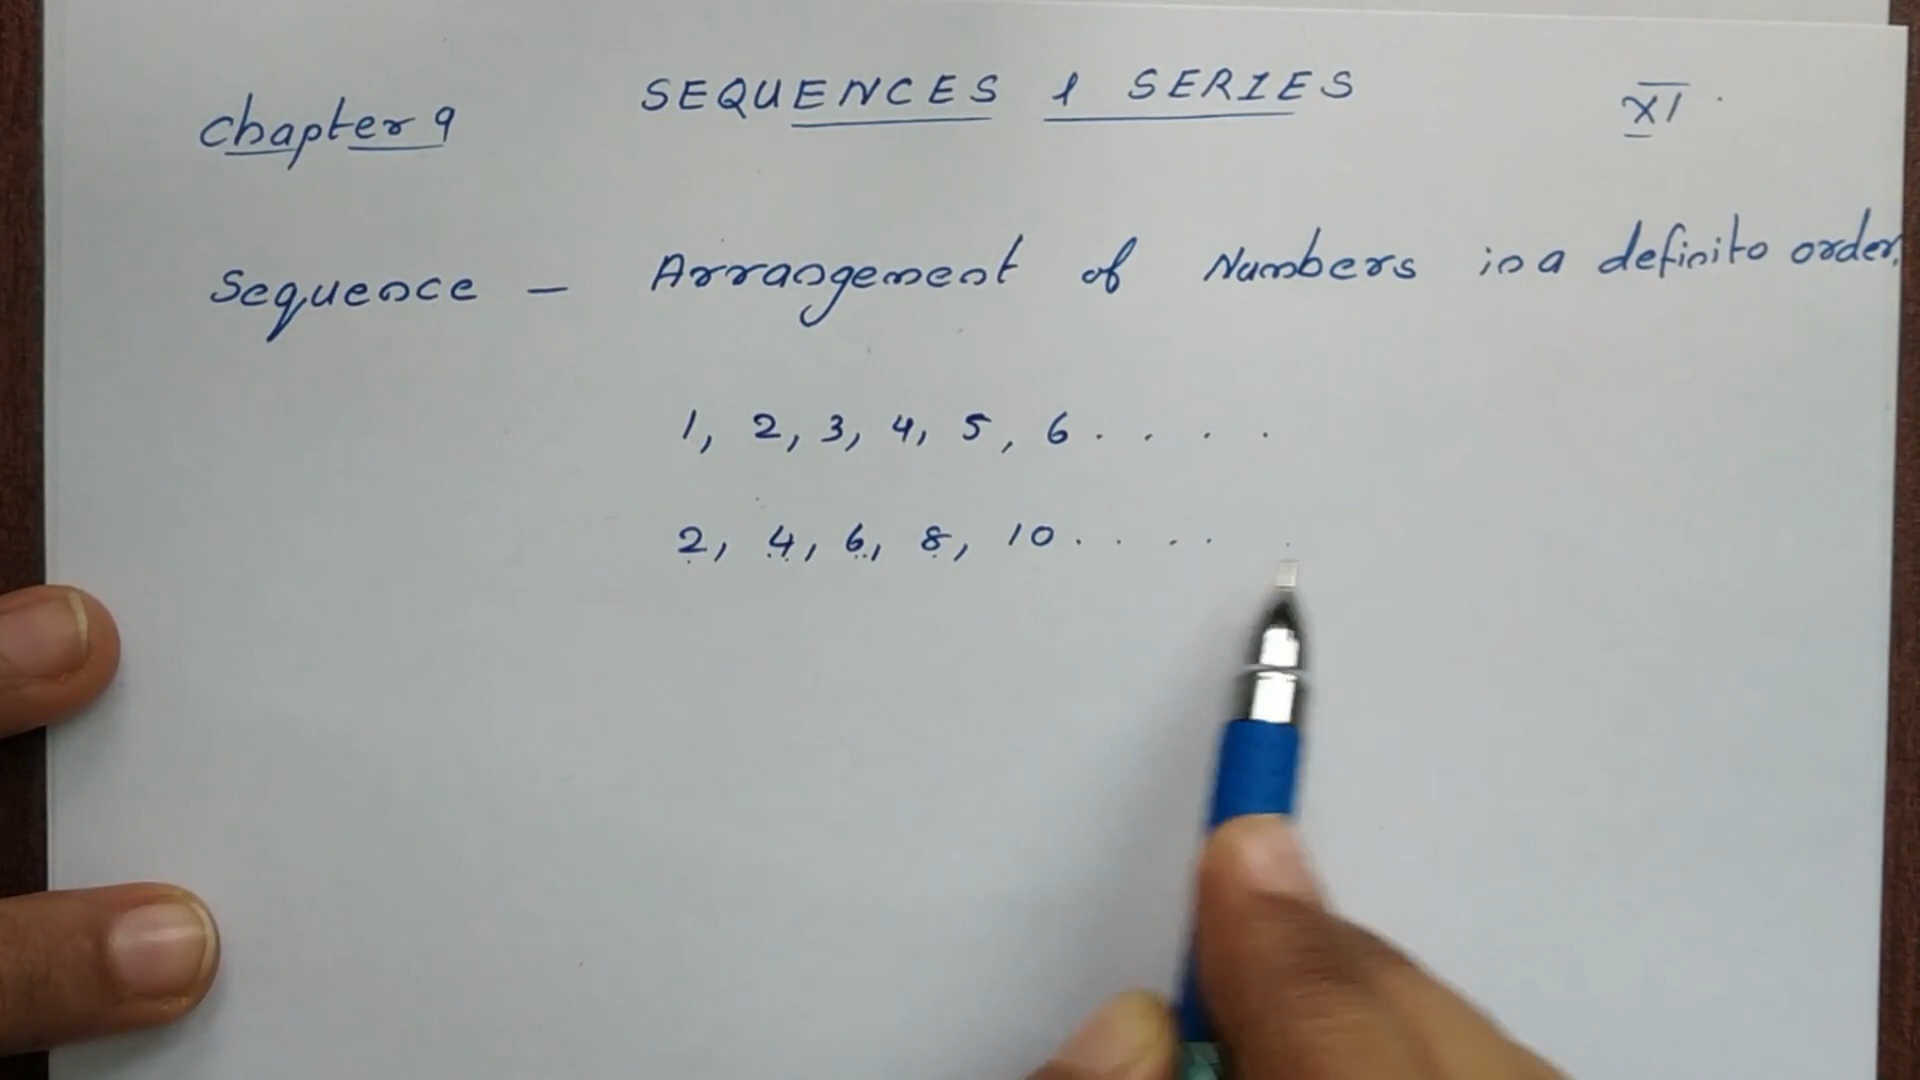 Chapter 9 SEQUENCES & SERIES XI
Sequence - Arrangement of Numbers in a definite order.
1, 2, 3, 4, 5, 6 . . . .
2, 4, 6, 8, 10 . . . .